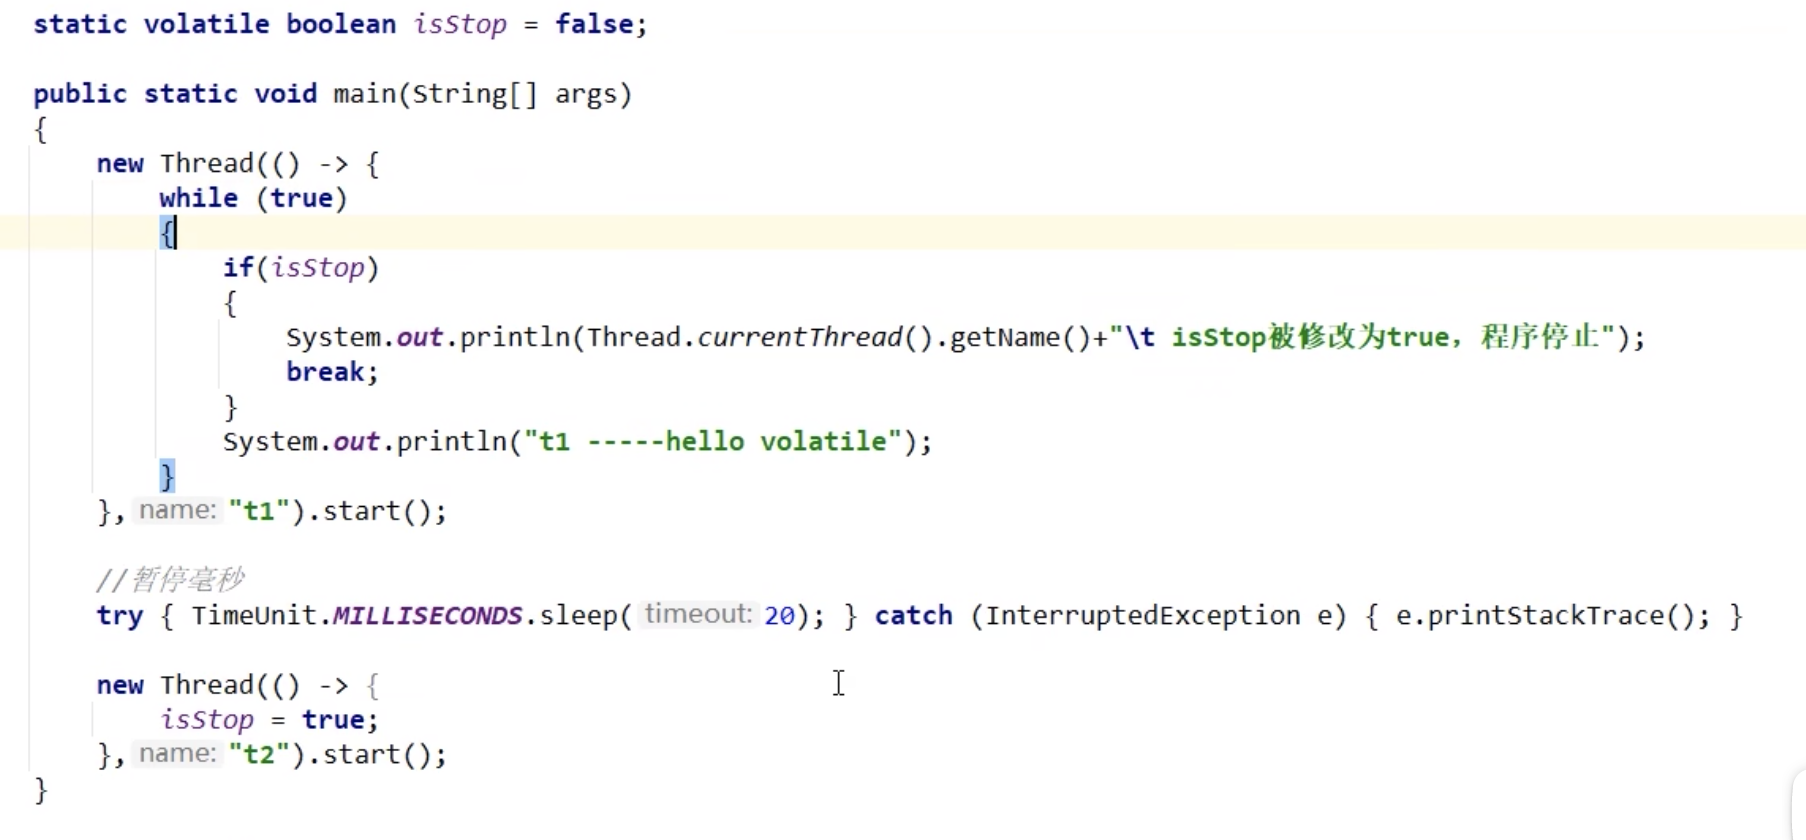 static volatile boolean isStop = false;
public static void main(String[] args)
{
new Thread(() -> {
while (true)
{
if(isStop)
{
System.out.println(Thread.currentThread().getName()+"\t isStop被修改为true，程序停止");
break;
}
System.out.println("t1 -----hello volatile");
}
}, name: "t1").start();
//暂停毫秒
try { TimeUnit.MILLISECONDS.sleep( timeout: 20); } catch (InterruptedException e) { e.printStackTrace(); }
new Thread(() -> {
isStop = true;
}, name: "t2").start();
}